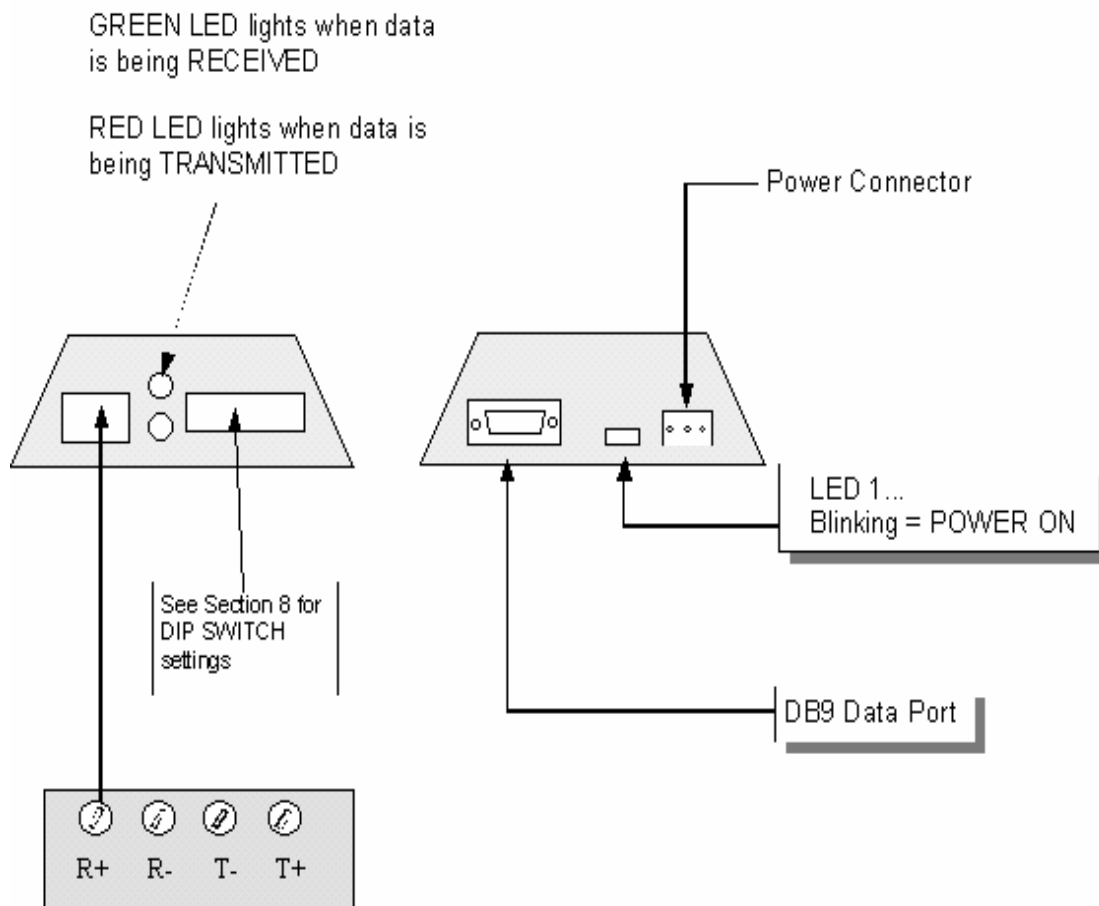 GREEN LED lights when data
is being RECEIVED
RED LED lights when data is
being TRANSMITTED
Power Connector
LED 1...
Blinking = POWER ON
See Section 8 for
DIP SWITCH
settings
DB9 Data Port
R+ R- T- T+